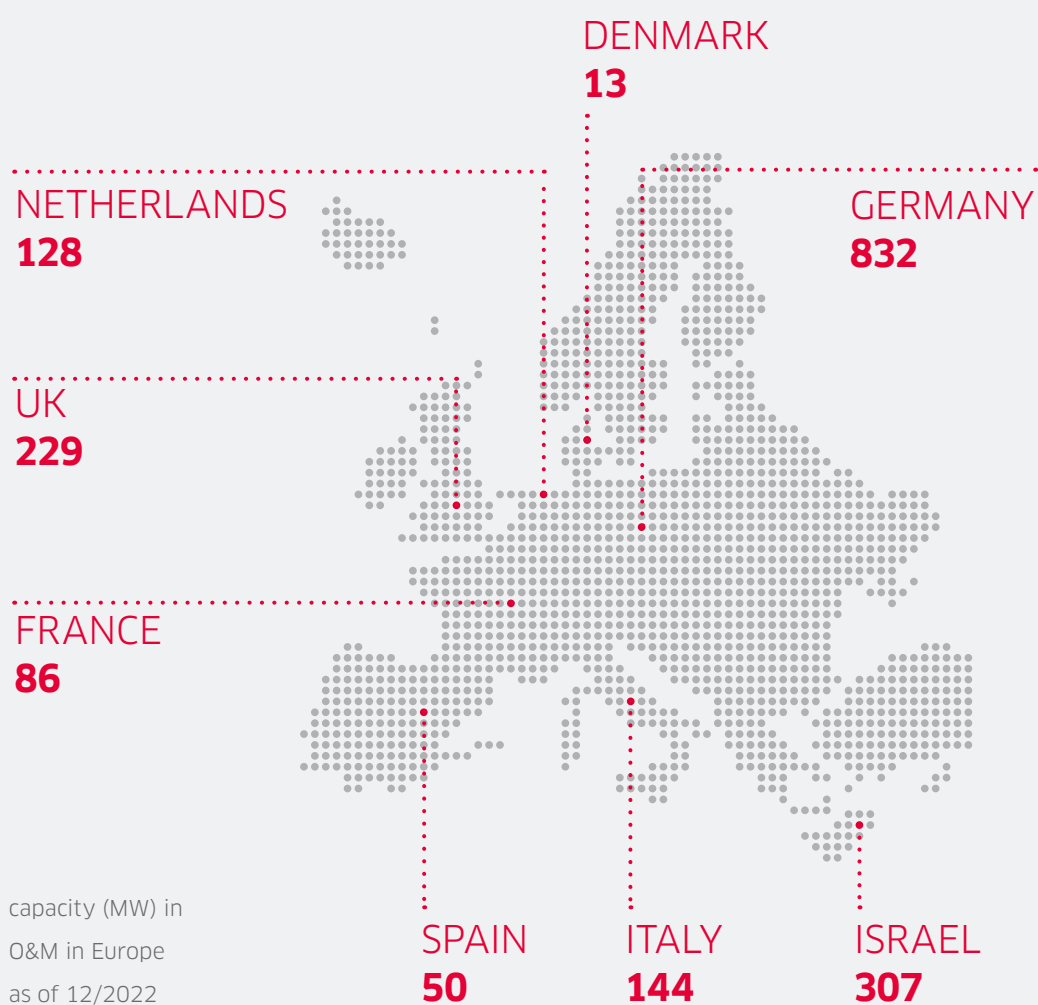 DENMARK
13
NETHERLANDS
128
GERMANY
832
UK
229
FRANCE
86
capacity (MW) in
O&M in Europe
as of 12/2022
SPAIN
50
ITALY
144
ISRAEL
307